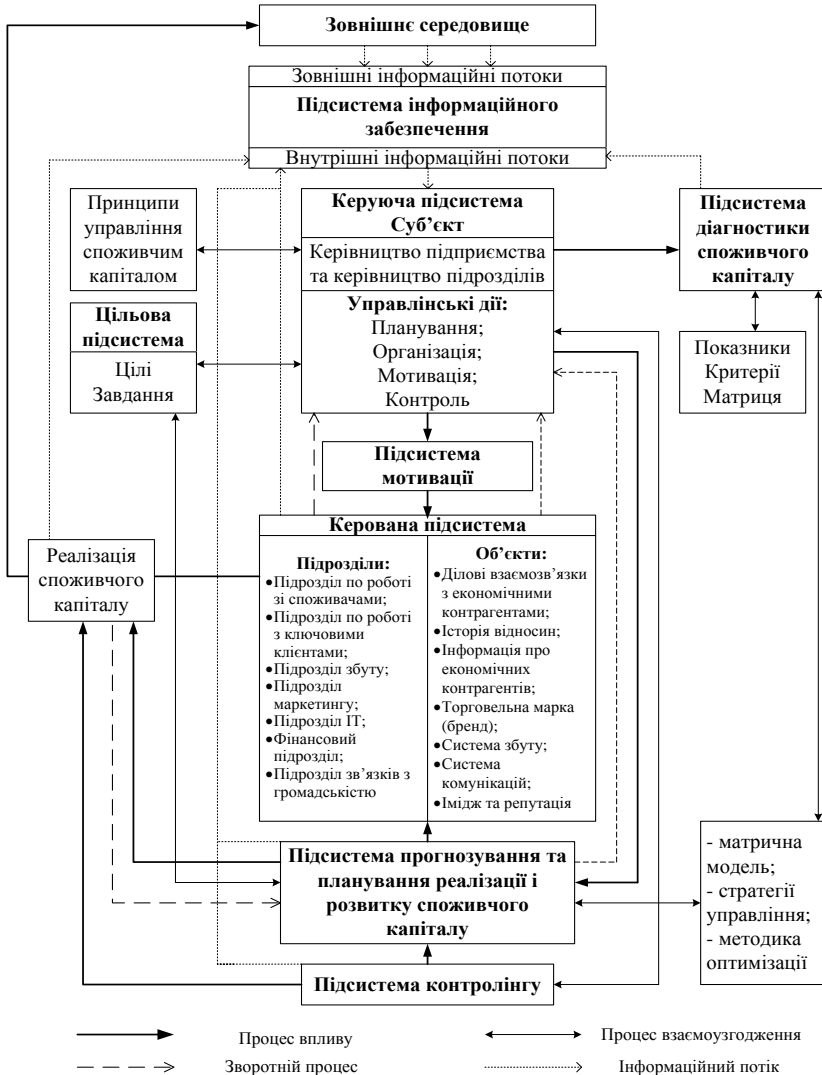 Зовнішнє середовище
Зовнішні інформаційні потоки
Підсистема інформаційного
забезпечення
Внутрішні інформаційні потоки
Принципи
управління
споживчим
капіталом
Керуюча підсистема
Суб’єкт
Керівництво підприємства
та керівництво підрозділів
Підсистема
діагностики
споживчого
капіталу
Цільова
підсистема
Цілі
Завдання
Управлінські дії:
Планування;
Організація;
Мотивація;
Контроль
Показники
Критерії
Матриця
Підсистема
мотивації
Керована підсистема
Реалізація
споживчого
капіталу
Підрозділи:
•Підрозділ по роботі
зі споживачами;
•Підрозділ по роботі
з ключовими
клієнтами;
•Підрозділ збуту;
•Підрозділ
маркетингу;
•Підрозділ ІТ;
•Фінансовий
підрозділ;
•Підрозділ зв’язків з
громадськістю
Об’єкти:
•Ділові взаємозв’язки
з економічними
контрагентами;
•Історія відносин;
•Інформація про
економічних
контрагентів;
•Торговельна марка
(бренд);
•Система збуту;
•Система
комунікацій;
•Імідж та репутація
Підсистема прогнозування та
планування реалізації і
розвитку споживчого
капіталу
- матрична
модель;
- стратегії
управління;
- методика
оптимізації
Підсистема контролінгу
Процес впливу
Процес взаємоузгодження
Зворотній процес
Інформаційний потік